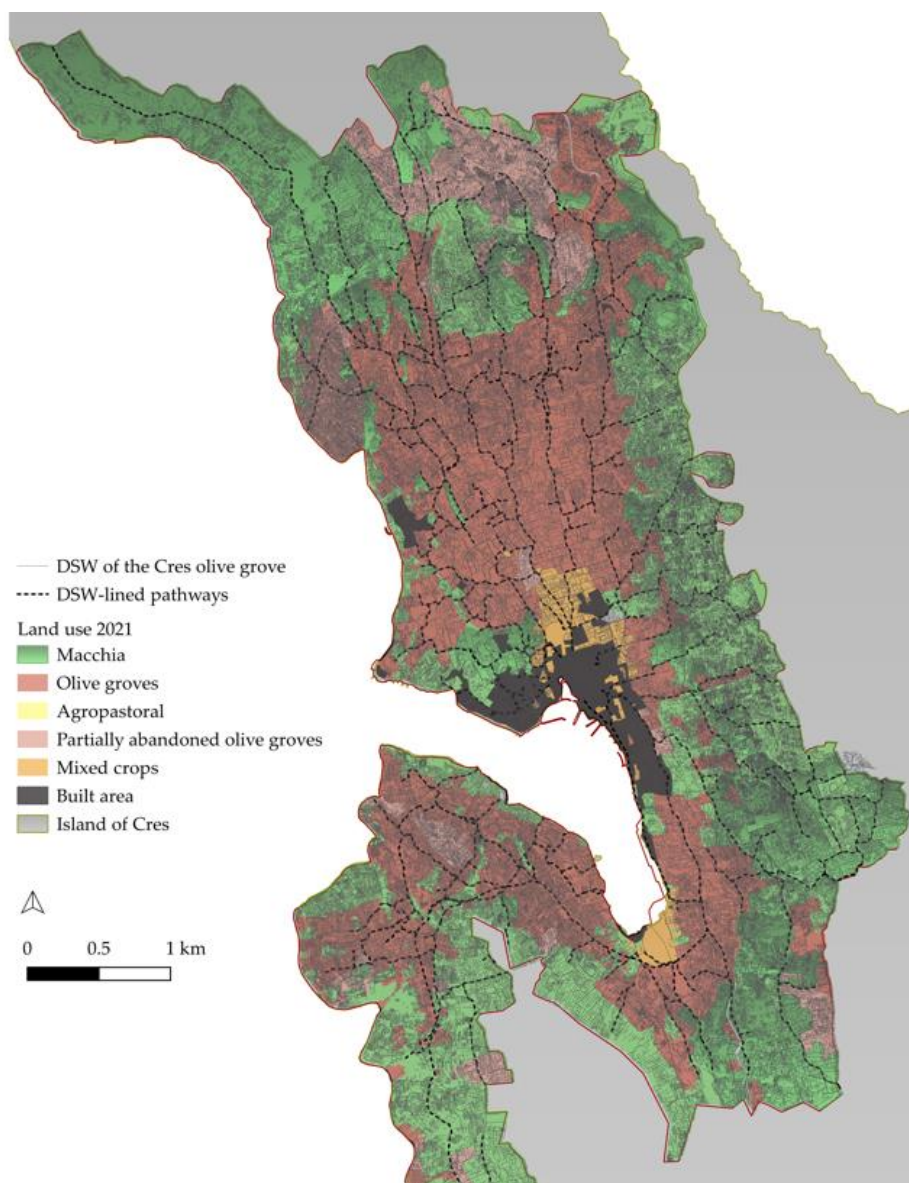 DSW of the Cres olive grove
DSW-lined pathways
Land use 2021
Macchia
Olive groves
Agropastoral
Partially abandoned olive groves
Mixed crops
Built area
Island of Cres
0 0.5 1 km